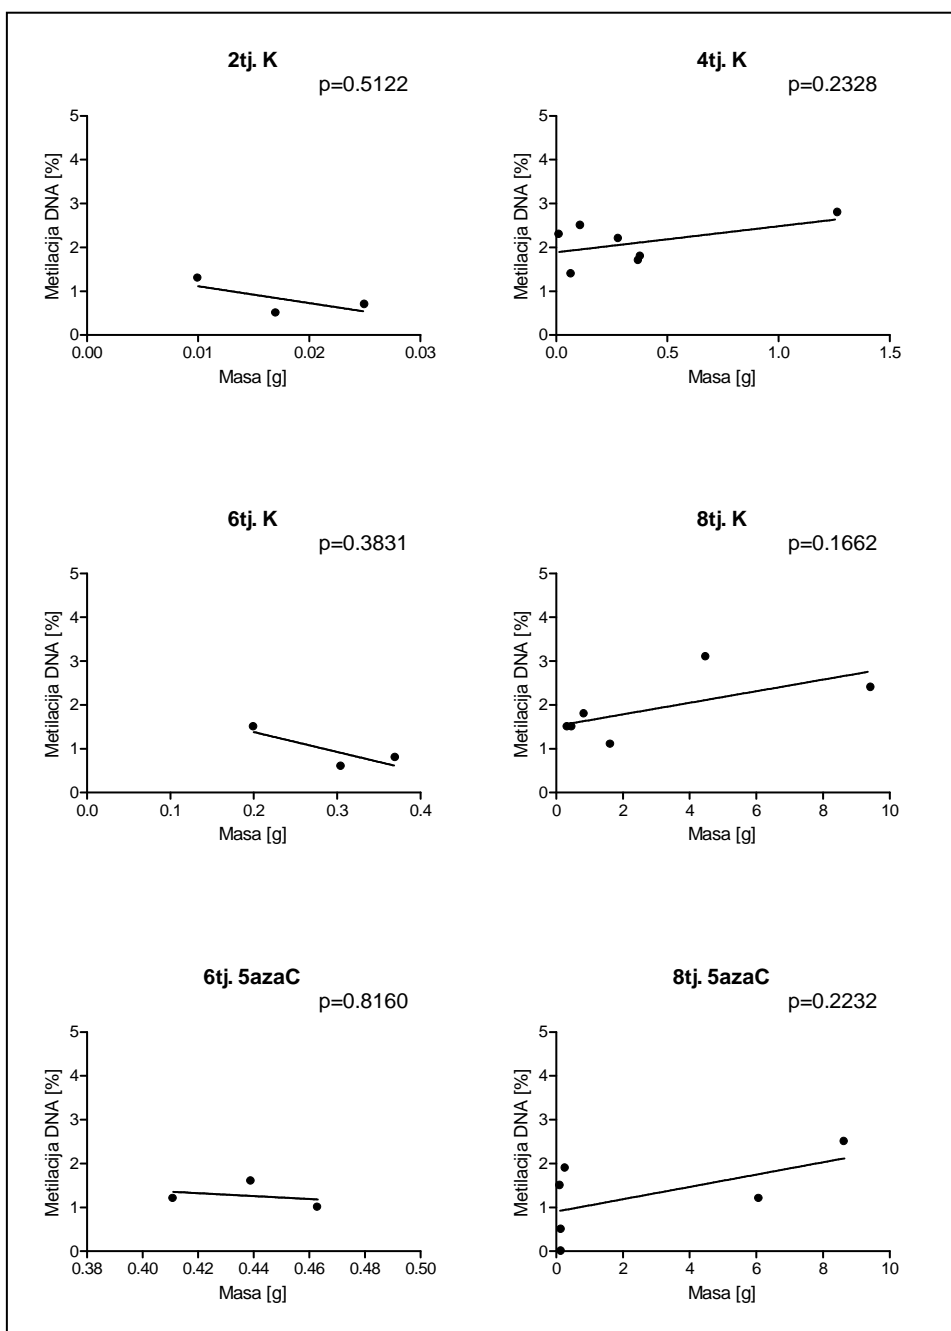 2tj. K
p=0.5122
5
4
3
2
1
0
Metilacija DNA [%]
0.00 0.01 0.02 0.03
Masa [g]
4tj. K
p=0.2328
5
4
3
2
1
0
Metilacija DNA [%]
0.0 0.5 1.0 1.5
Masa [g]
6tj. K
p=0.3831
5
4
3
2
1
0
Metilacija DNA [%]
0.0 0.1 0.2 0.3 0.4
Masa [g]
8tj. K
p=0.1662
5
4
3
2
1
0
Metilacija DNA [%]
0 2 4 6 8 10
Masa [g]
6tj. 5azaC
p=0.8160
5
4
3
2
1
0
Metilacija DNA [%]
0.38 0.40 0.42 0.44 0.46 0.48 0.50
Masa [g]
8tj. 5azaC
p=0.2232
5
4
3
2
1
0
Metilacija DNA [%]
0 2 4 6 8 10
Masa [g]